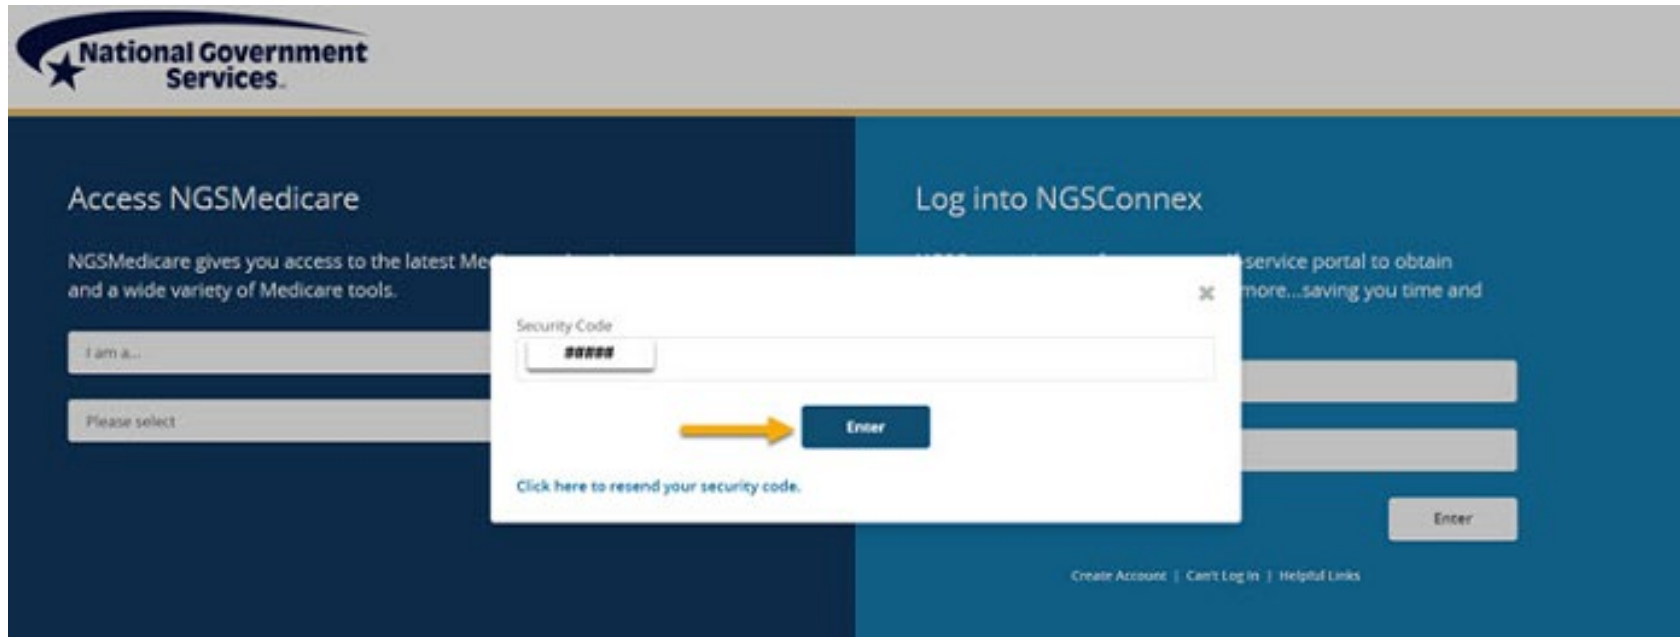 National Government
Services
Access NGSMedicare
NGSMedicare gives you access to the latest
and a wide variety of Medicare tools.
I am a...
Please select
Log into NGSConnex
service portal to obtain
more...saving you time and
Enter
Create Account | Can't Log In | Helpful Links
Security Code
#####
Enter
Click here to resend your security code.